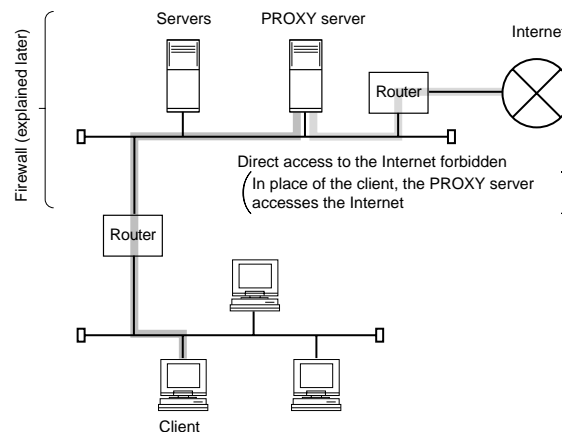 Servers
PROXY server
Internet
Router
Firewall (explained later)
Direct access to the Internet forbidden
In place of the client, the PROXY server
accesses the Internet
Router
Client